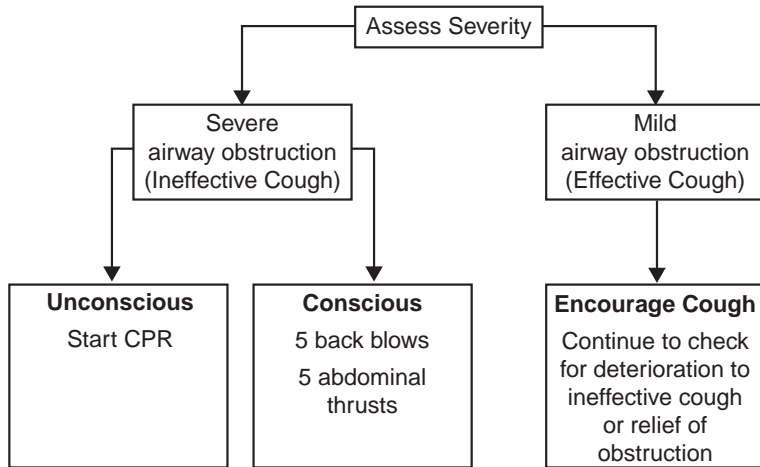 Assess Severity
Severe
airway obstruction
(Ineffective Cough)
Mild
airway obstruction
(Effective Cough)
Unconscious
Start CPR
Conscious
5 back blows
5 abdominal
thrusts
Encourage Cough
Continue to check
for deterioration to
ineffective cough
or relief of
obstruction